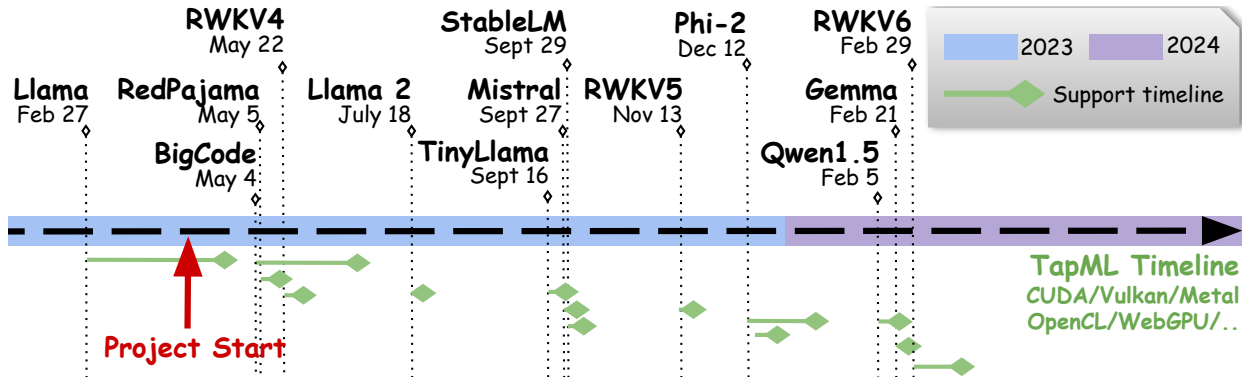 RWKV4
May 22
StableLM
Sept 29
Phi-2
Dec 12
RWKV6
Feb 29
2023
2024
Support timeline
Llama
Feb 27
RedPajama
May 5
Llama 2
July 18
Mistral
Sept 27
RWKV5
Nov 13
Gemma
Feb 21
BigCode
May 4
TinyLlama
Sept 16
Qwen1.5
Feb 5
Project Start
TapML Timeline
CUDA/Vulkan/Metal
OpenCL/WebGPU/..